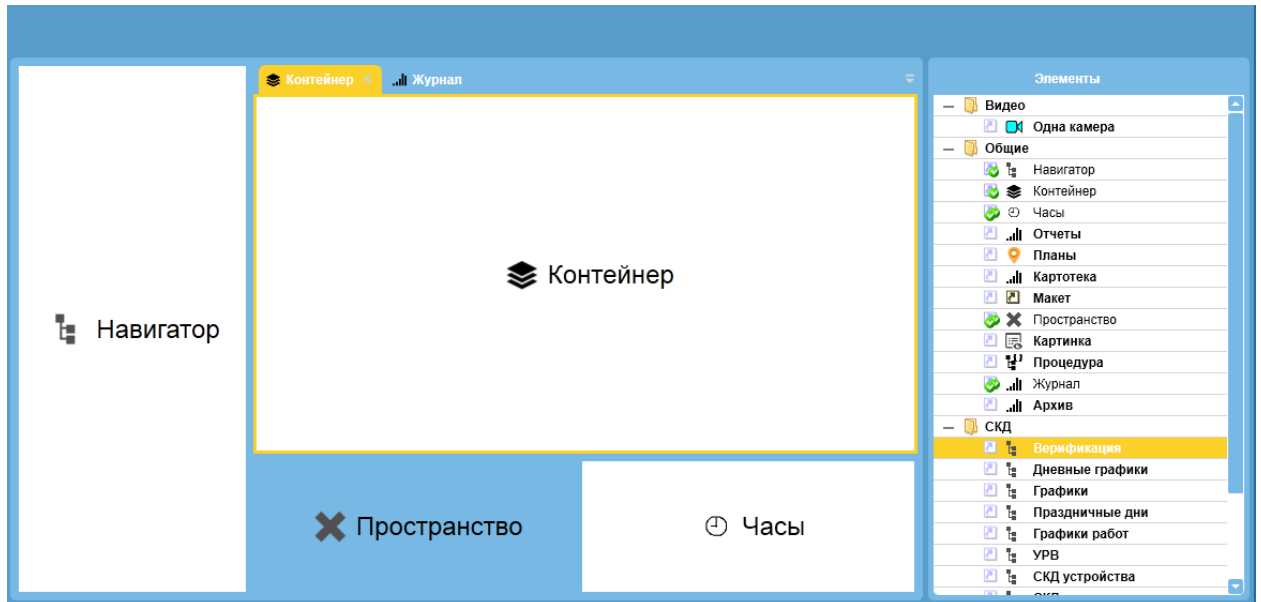 Контейнер
Журнал
Навигатор
Контейнер
Пространство
Часы
Элементы
Видео
Одна камера
Общие
Навигатор
Контейнер
Часы
Отчеты
Планы
Картотека
Макет
Пространство
Картинка
Процедура
Журнал
Архив
СКД
Верификация
Дневные графики
Графики
Праздничные дни
Графики работ
УРВ
СКД устройства